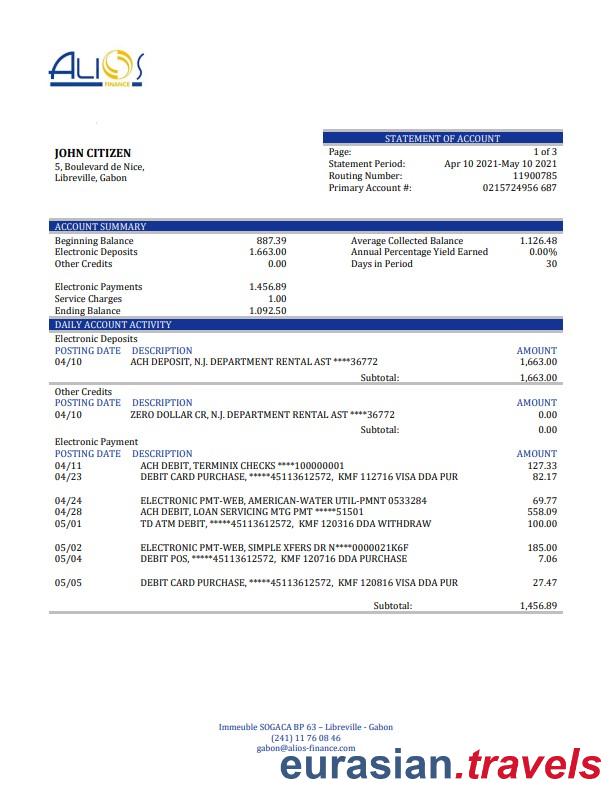 ALIOS
FINANCE
STATEMENT OF ACCOUNT
JOHN CITIZEN
5, Boulevard de Nice,
Libreville, Gabon
Page: 1 of 3
Statement Period: Apr 10 2021-May 10 2021
Routing Number: 11900785
Primary Account #: 0215724956 687
ACCOUNT SUMMARY
Beginning Balance 887.39 Average Collected Balance 1.126.48
Electronic Deposits 1.663.00 Annual Percentage Yield Earned 0.00%
Other Credits 0.00 Days in Period 30
Electronic Payments 1.456.89
Service Charges 1.00
Ending Balance 1.092.50
DAILY ACCOUNT ACTIVITY
Electronic Deposits
POSTING DATE DESCRIPTION AMOUNT
04/10 ACH DEPOSIT, N.J. DEPARTMENT RENTAL AST ****36772 1,663.00
Subtotal: 1,663.00
Other Credits
POSTING DATE DESCRIPTION AMOUNT
04/10 ZERO DOLLAR CR, N.J. DEPARTMENT RENTAL AST ****36772 0.00
Subtotal: 0.00
Electronic Payment
POSTING DATE DESCRIPTION AMOUNT
04/11 ACH DEBIT, TERMINIX CHECKS ****100000001 127.33
04/23 DEBIT CARD PURCHASE, *****45113612572, KMF 112716 VISA DDA PUR 82.17
04/24 ELECTRONIC PMT-WEB, AMERICAN-WATER UTIL-PMNT 0533284 69.77
04/28 ACH DEBIT, LOAN SERVICING MTG PMT *****51501 558.09
05/01 TD ATM DEBIT, *****45113612572, KMF 120316 DDA WITHDRAW 100.00
05/02 ELECTRONIC PMT-WEB, SIMPLE XFERS DR N****0000021K6F 185.00
05/04 DEBIT POS, *****45113612572, KMF 120716 DDA PURCHASE 7.06
05/05 DEBIT CARD PURCHASE, *****45113612572, KMF 120816 VISA DDA PUR 27.47
Subtotal: 1,456.89
Immeuble SOGACA BP 63 – Libreville - Gabon
(241) 11 76 08 46
gabon@alios-finance.com
eurasian.travels